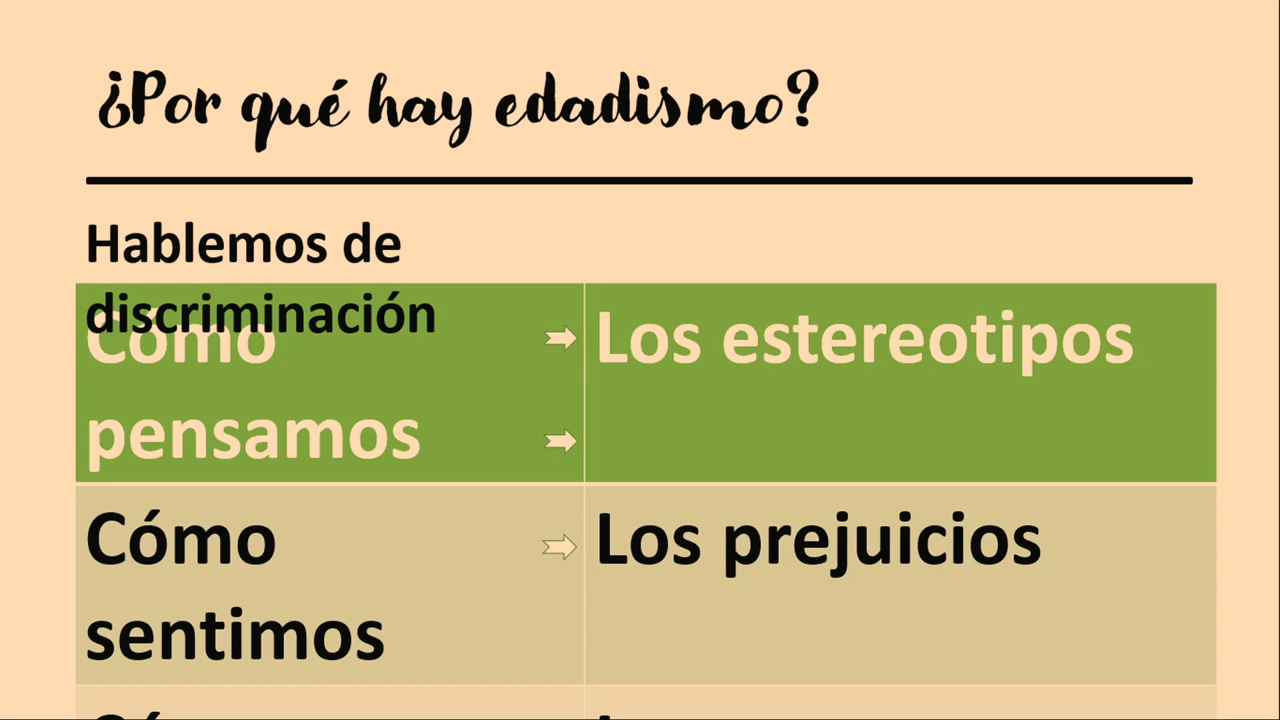 ¿Por qué hay edadismo?
Hablemos de
discriminación
Cómo
pensamos
Los estereotipos
Cómo
sentimos
Los prejuicios